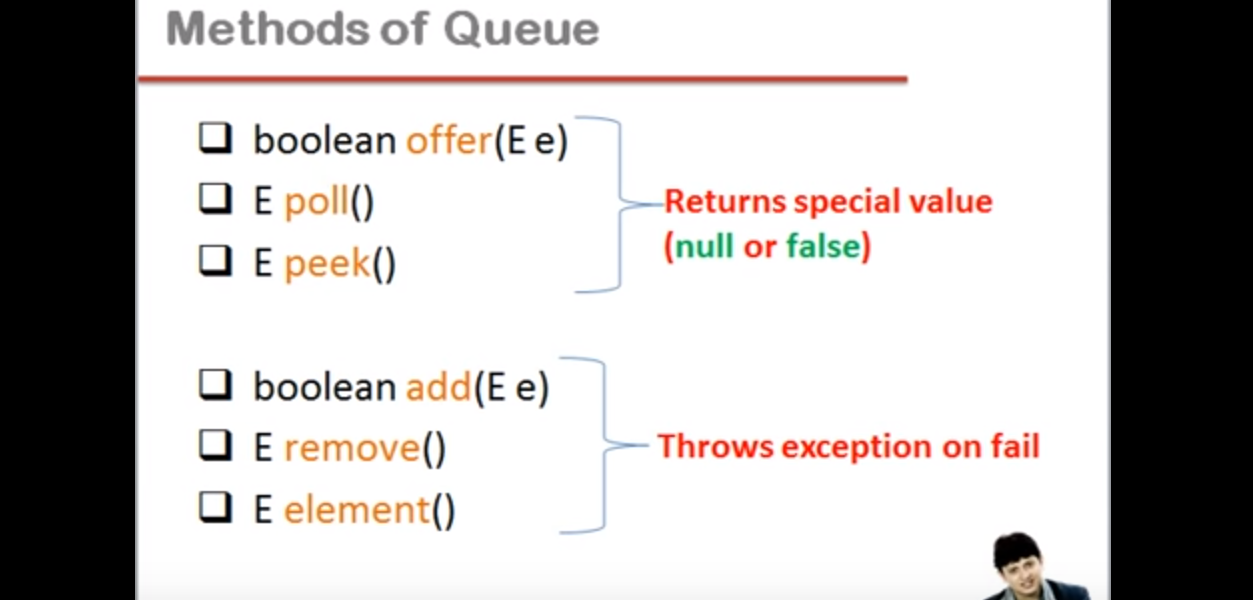 Methods of Queue
boolean offer(E e)
E poll()
E peek()
Returns special value
(null or false)
boolean add(E e)
E remove()
E element()
Throws exception on fail